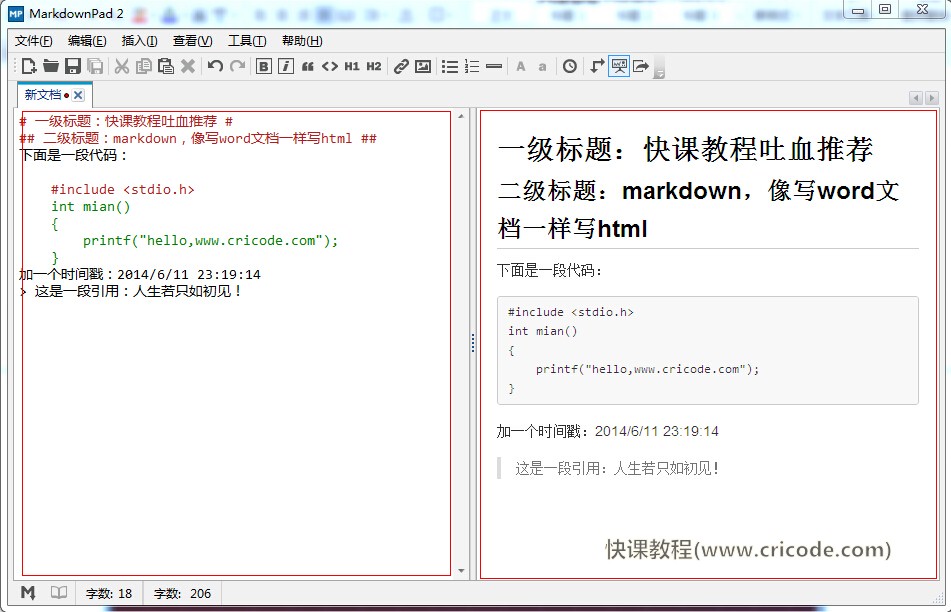 MarkdownPad 2
文件(F) 编辑(E) 插入(I) 查看(V) 工具(T) 帮助(H)
B i “ <> H1 H2 A a
新文档
# 一级标题：快课教程吐血推荐 #
## 二级标题：markdown，像写word文档一样写html ##
下面是一段代码：
#include <stdio.h>
int mian()
{
printf("hello,www.cricode.com");
}
加一个时间戳：2014/6/11 23:19:14
> 这是一段引用：人生若只如初见！
一级标题：快课教程吐血推荐
二级标题：markdown，像写word文
档一样写html
下面是一段代码：
#include <stdio.h>
int mian()
{
printf("hello,www.cricode.com");
}
加一个时间戳：2014/6/11 23:19:14
这是一段引用：人生若只如初见！
快课教程(www.cricode.com)
字数: 18 字数: 206